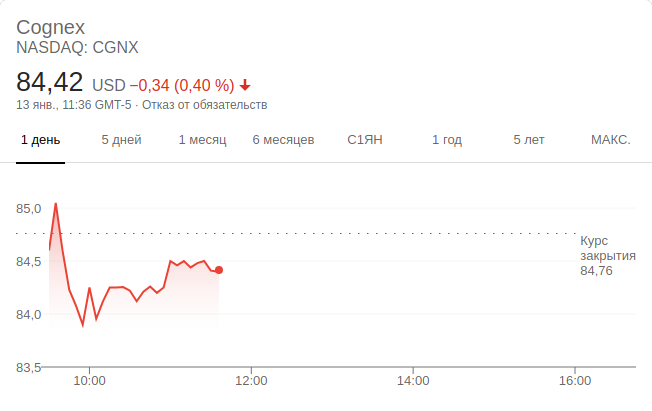 Cognex
NASDAQ: CGNX
84,42 USD −0,34 (0,40 %)
13 янв., 11:36 GMT-5 · Отказ от обязательств
1 день 5 дней 1 месяц 6 месяцев С1ЯН 1 год 5 лет МАКС.
85,0
84,5
84,0
83,5
Курс
закрытия
84,76
10:00 12:00 14:00 16:00